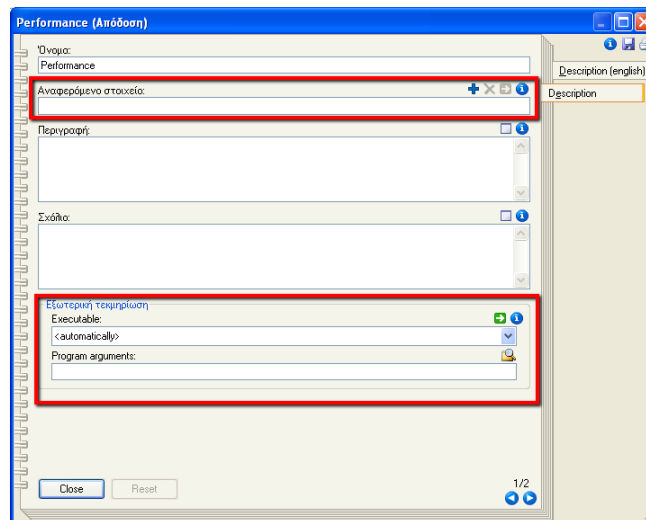 Performance (Απόδοση)
Όνομα:
Performance
Description (english)
Αναφερόμενο στοιχείο:
Description
Περιγραφή:
Σχόλιο:
Εξωτερική τεκμηρίωση
Executable:
<automatically>
Program arguments:
Close
Reset
1/2